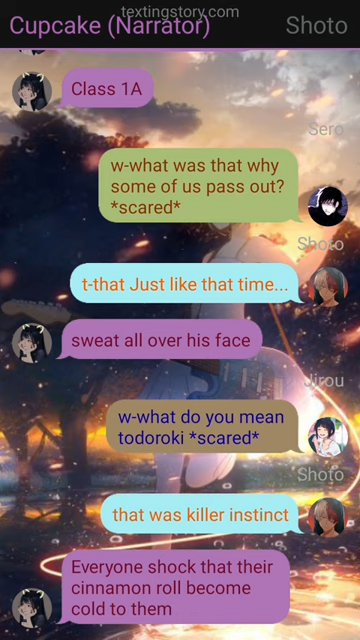 textingstory.com
Cupcake (Narrator)
Shoto
Class 1A
Sero
w-what was that why
some of us pass out?
*scared*
Shoto
t-that Just like that time...
sweat all over his face
Jirou
w-what do you mean
todoroki *scared*
Shoto
that was killer instinct
Everyone shock that their
cinnamon roll become
cold to them